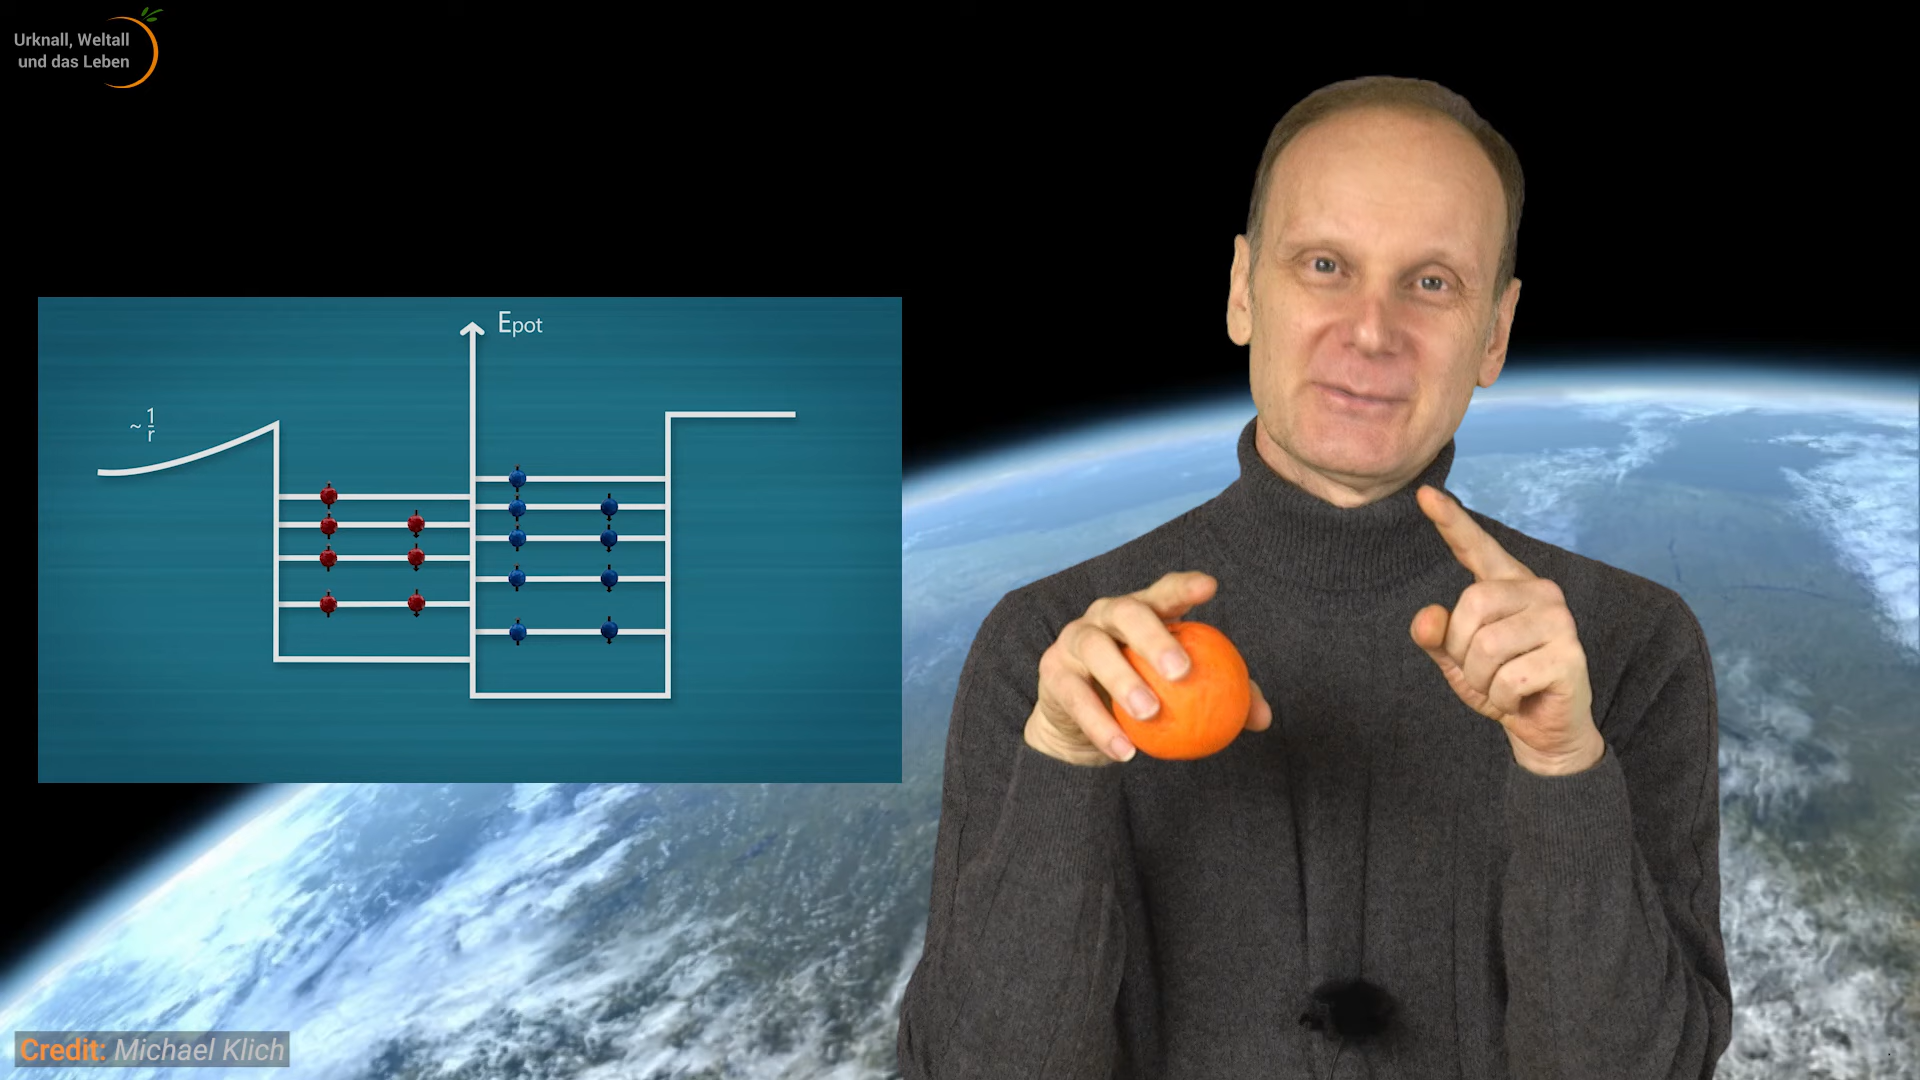 Urknall, Weltall
und das Leben
Epot
~ 1/r
Credit: Michael Klich